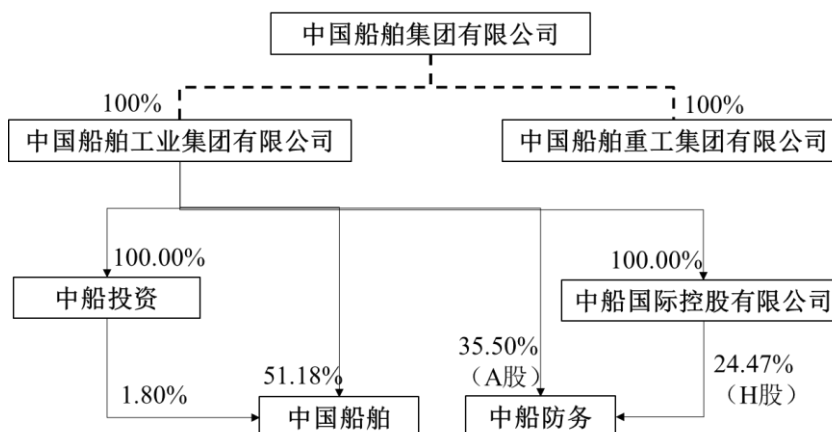 中国船舶集团有限公司
100%
100%
中国船舶工业集团有限公司
中国船舶重工集团有限公司
100.00%
100.00%
中船投资
中船国际控股有限公司
1.80%
51.18%
35.50%
（A股）
24.47%
（H股）
中国船舶
中船防务